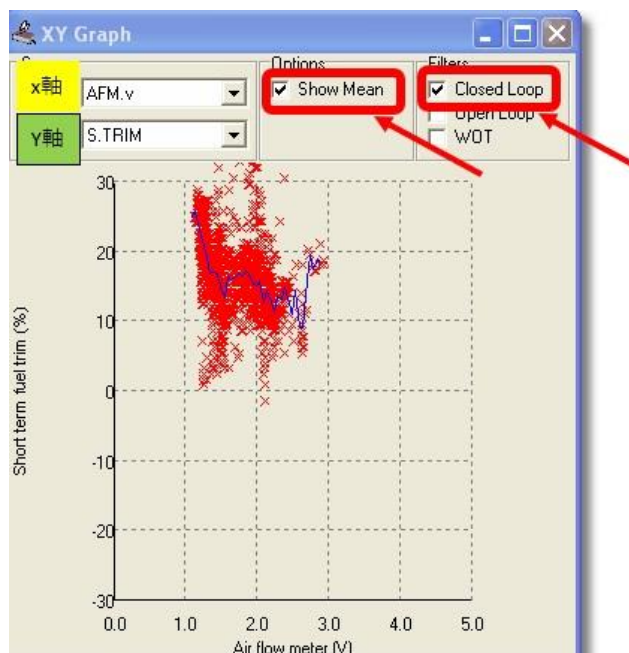 XY Graph
Options
Filters
x軸
AFM.v
Show Mean
Closed Loop
Open Loop
Y軸
S.TRIM
WOT
30
20
10
0
-10
-20
-30
Short term fuel trim (%)
0.0 1.0 2.0 3.0 4.0 5.0
Air flow meter (V)